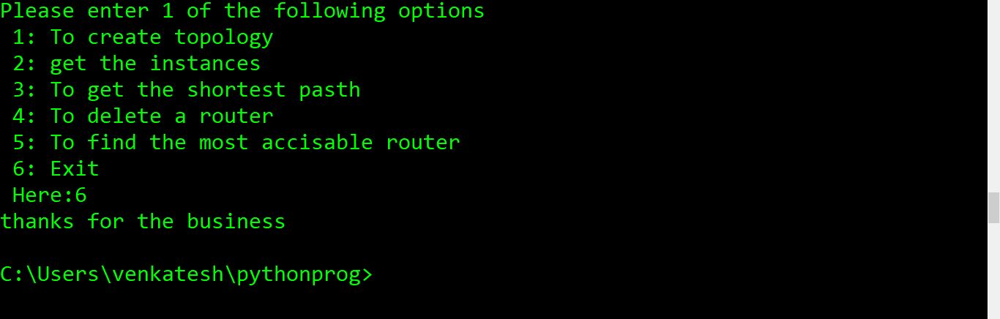 Please enter 1 of the following options
1: To create topology
2: get the instances
3: To get the shortest pasth
4: To delete a router
5: To find the most accisable router
6: Exit
Here:6
thanks for the business
C:\Users\venkatesh\pythonprog>